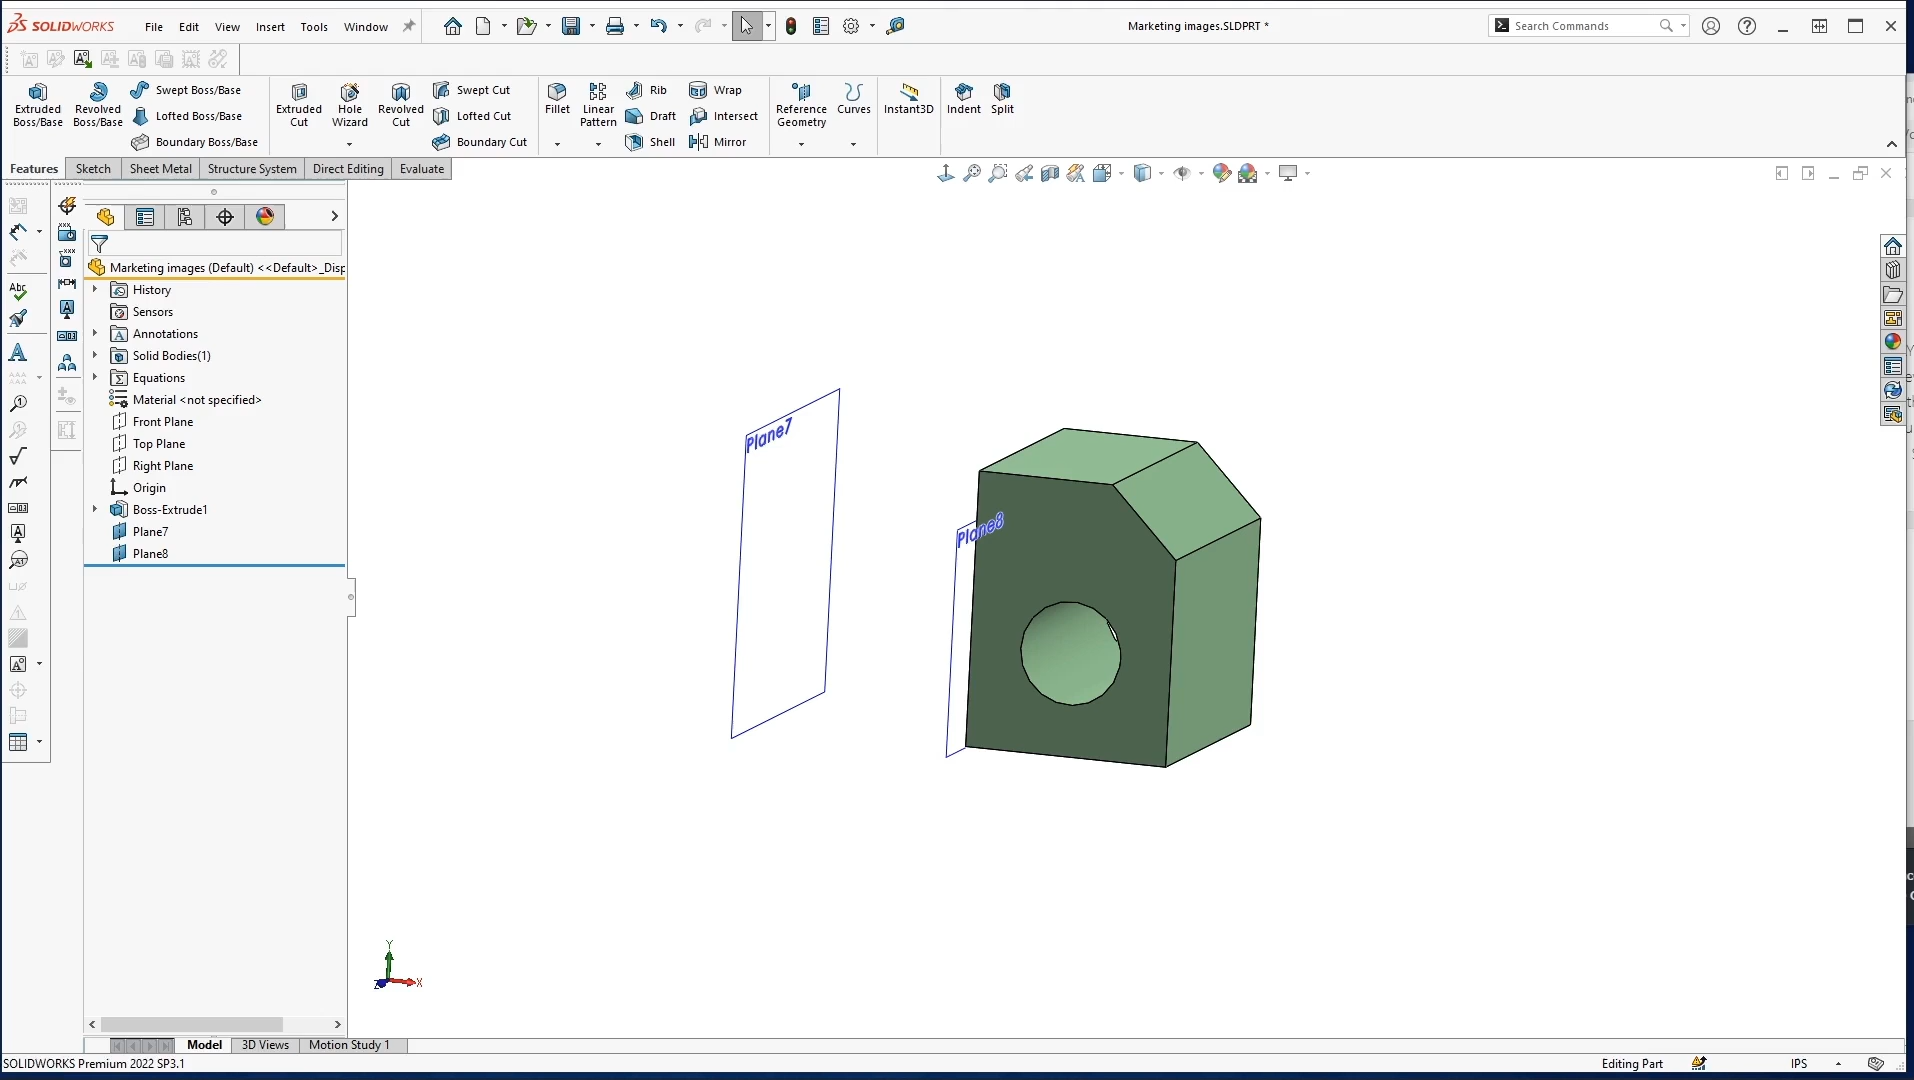 SOLIDWORKS
File Edit View Insert Tools Window
Marketing images.SLDPRT *
Search Commands
Extruded Boss/Base
Revolved Boss/Base
Swept Boss/Base
Lofted Boss/Base
Boundary Boss/Base
Extruded Cut
Hole Wizard
Revolved Cut
Swept Cut
Lofted Cut
Boundary Cut
Fillet
Linear Pattern
Rib
Draft
Shell
Wrap
Intersect
Mirror
Reference Geometry
Curves
Instant3D
Indent
Split
Features Sketch Sheet Metal Structure System Direct Editing Evaluate
Marketing images (Default) <<Default>_Disp
History
Sensors
Annotations
Solid Bodies(1)
Equations
Material <not specified>
Front Plane
Top Plane
Right Plane
Origin
Boss-Extrude1
Plane7
Plane8
Plane7
Plane8
Y
X
Z
Model 3D Views Motion Study 1
SOLIDWORKS Premium 2022 SP3.1
Editing Part
IPS